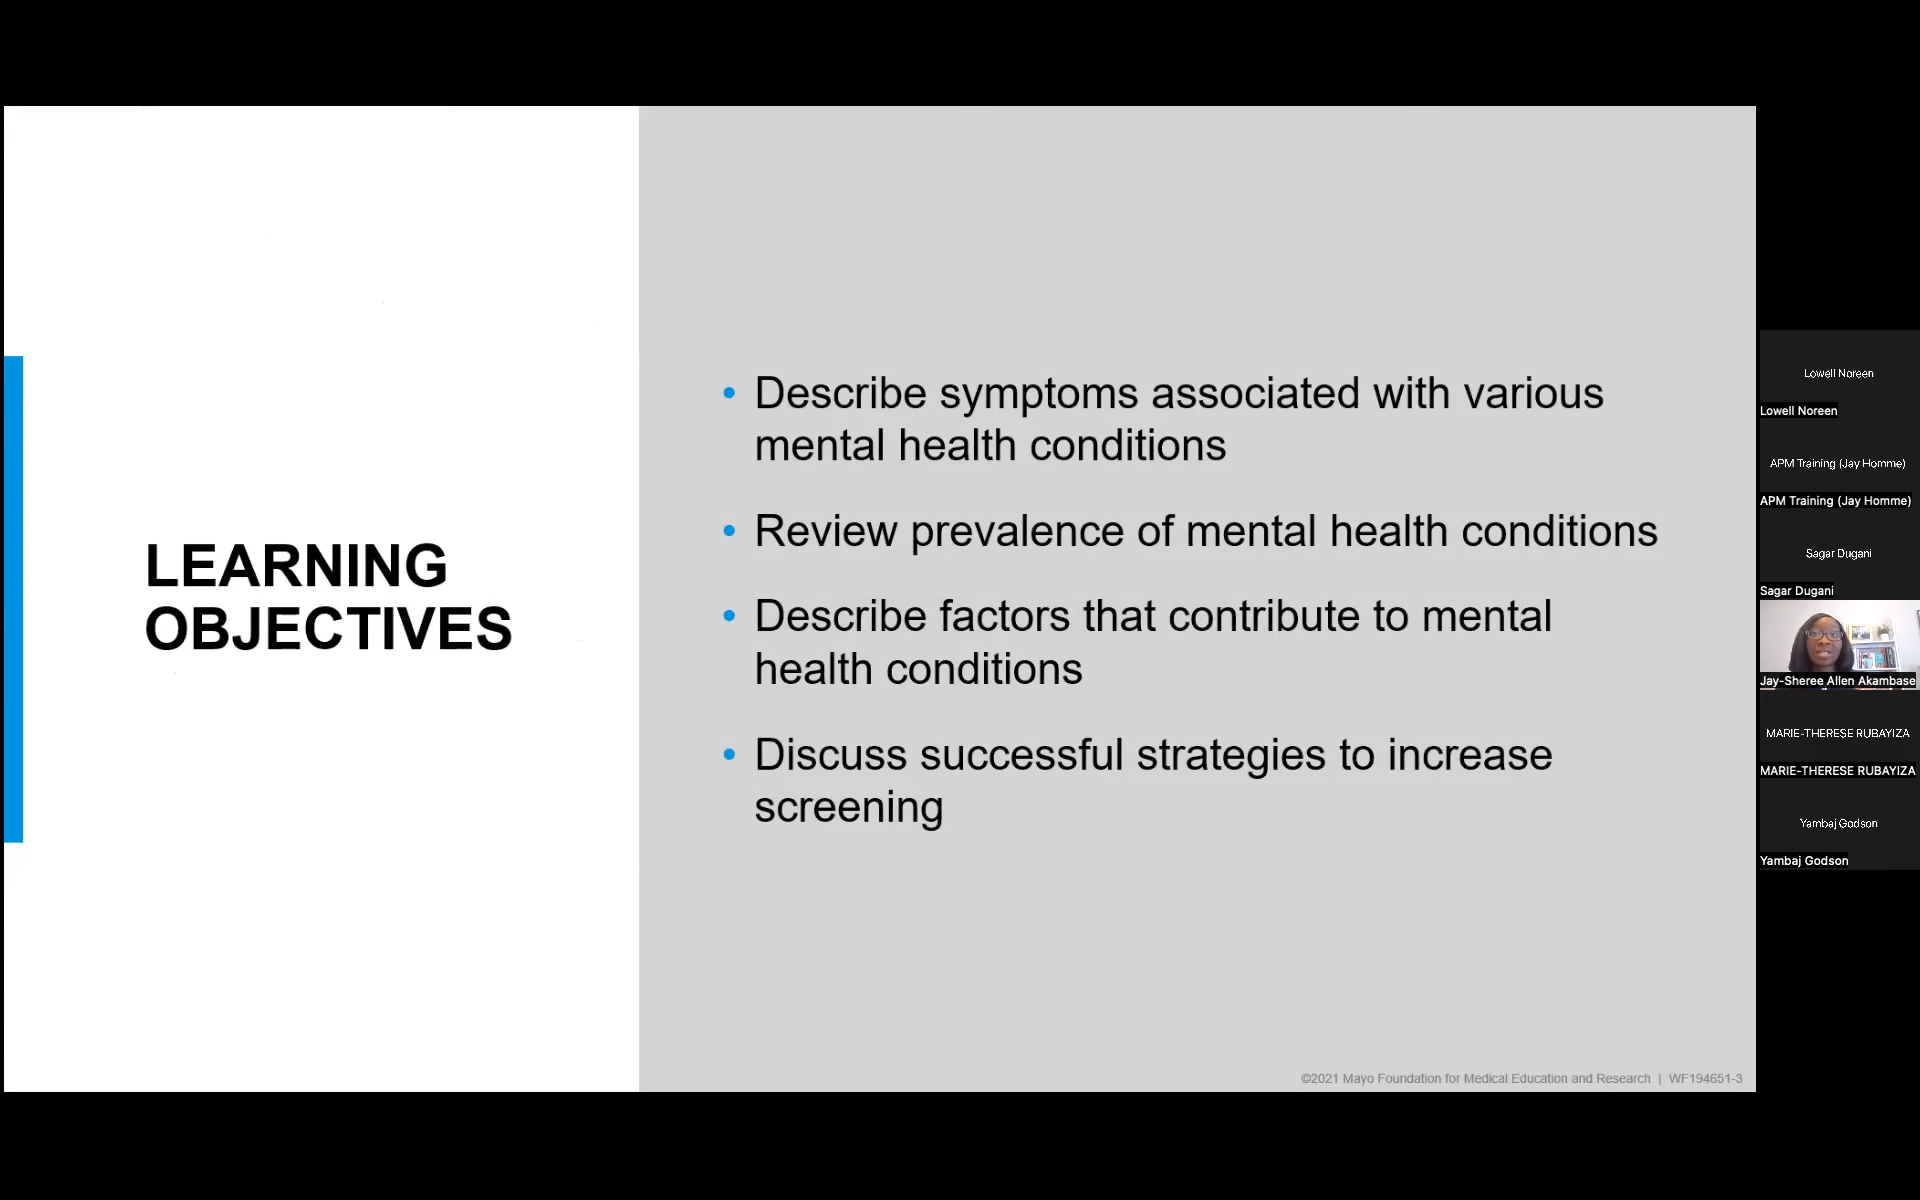 LEARNING
OBJECTIVES
• Describe symptoms associated with various
mental health conditions
• Review prevalence of mental health conditions
• Describe factors that contribute to mental
health conditions
• Discuss successful strategies to increase
screening
©2021 Mayo Foundation for Medical Education and Research | WF194651-3
Lowell Noreen
Lowell Noreen
APM Training (Jay Homme)
APM Training (Jay Homme)
Sagar Dugani
Sagar Dugani
Jay-Sheree Allen Akambase
MARIE-THERESE RUBAYIZA
MARIE-THERESE RUBAYIZA
Yambaj Godson
Yambaj Godson